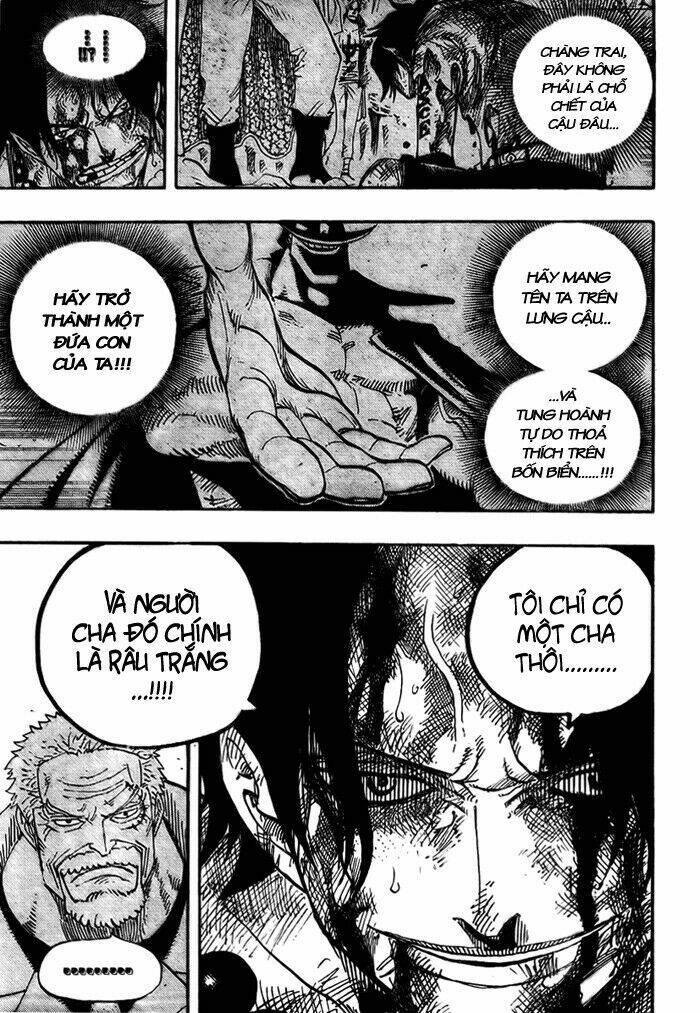 CHÀNG TRAI,
ĐÂY KHÔNG
PHẢI LÀ CHỖ
CHẾT CỦA
CẬU ĐÂU...
!!?
HÃY MANG
TÊN TA TRÊN
LƯNG CẬU...
...VÀ
TUNG HOÀNH
TỰ DO THOẢ
THÍCH TRÊN
BỐN BIỂN......!!!
HÃY TRỞ
THÀNH MỘT
ĐỨA CON
CỦA TA!!!
TÔI CHỈ CÓ
MỘT CHA
THÔI.........
VÀ NGƯỜI
CHA ĐÓ CHÍNH
LÀ RÂU TRẮNG
...!!!!